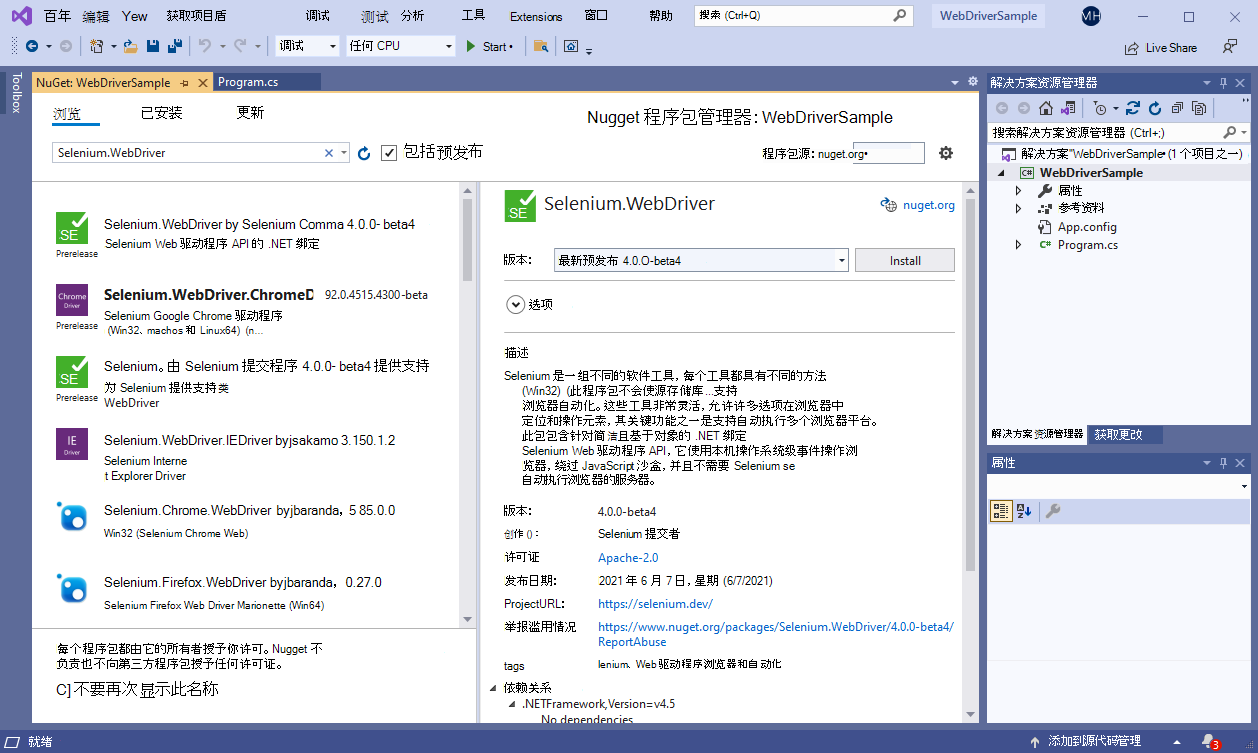 百年 编辑 Yew 获取项目盾 调试 测试 分析 工具 Extensions 窗口 帮助 搜索 (Ctrl+Q) WebDriverSample MH
调试 任何 CPU Start Live Share
Toolbox
NuGet: WebDriverSample Program.cs
浏览 已安装 更新
Nugget 程序包管理器: WebDriverSample
Selenium.WebDriver 包括预发布
程序包源: nuget.org•
Selenium.WebDriver by Selenium Comma 4.0.0- beta4
Selenium Web 驱动程序 API 的 .NET 绑定
Prerelease
Selenium.WebDriver.ChromeD 92.0.4515.4300-beta
Selenium Google Chrome 驱动程序
(Win32、machos 和 Linux64) (n...
Chrome
Driver
Prerelease
Selenium。由 Selenium 提交程序 4.0.0- beta4 提供支持
为 Selenium 提供支持类
WebDriver
Prerelease
Selenium.WebDriver.IEDriver byjsakamo 3.150.1.2
Selenium Interne
t Explorer Driver
IE
Driver
Selenium.Chrome.WebDriver byjbaranda，5 85.0.0
Win32 (Selenium Chrome Web)
Selenium.Firefox.WebDriver byjbaranda，0.27.0
Selenium Firefox Web Driver Marionette (Win64)
每个程序包都由它的所有者授予你许可。Nugget 不
负责也不向第三方程序包授予任何许可证。
C]不要再次显示此名称
SE
Selenium.WebDriver
nuget.org
版本: 最新预发布 4.0.O-beta4 Install
选项
描述
Selenium 是一组不同的软件工具，每个工具都具有不同的方法
(Win32) (此程序包不会使源存储库 ...支持
浏览器自动化。这些工具非常灵活，允许许多选项在浏览器中
定位和操作元素，其关键功能之一是支持自动执行多个浏览器平台。
此包包含针对简洁且基于对象的 .NET 绑定
Selenium Web 驱动程序 API，它使用本机操作系统级事件操作浏
览器，绕过 JavaScript 沙盒，并且不需要 Selenium se
自动执行浏览器的服务器。
版本: 4.0.0-beta4
创作 (): Selenium 提交者
许可证 Apache-2.0
发布日期: 2021 年 6 月 7 日，星期 (6/7/2021)
ProjectURL: https://selenium.dev/
举报滥用情况 https://www.nuget.org/packages/Selenium.WebDriver/4.0.0-beta4/
ReportAbuse
tags lenium、Web 驱动程序浏览器和自动化
依赖关系
.NETFramework,Version=v4.5
No dependencies
解决方案资源管理器
搜索解决方案资源管理器 (Ctrl+;)
解决方案"WebDriverSample• (1 个项目之一)
WebDriverSample
属性
参考资料
App.config
Program.cs
解决方案资源管理器 获取更改
属性
就绪 添加到源代码管理 3